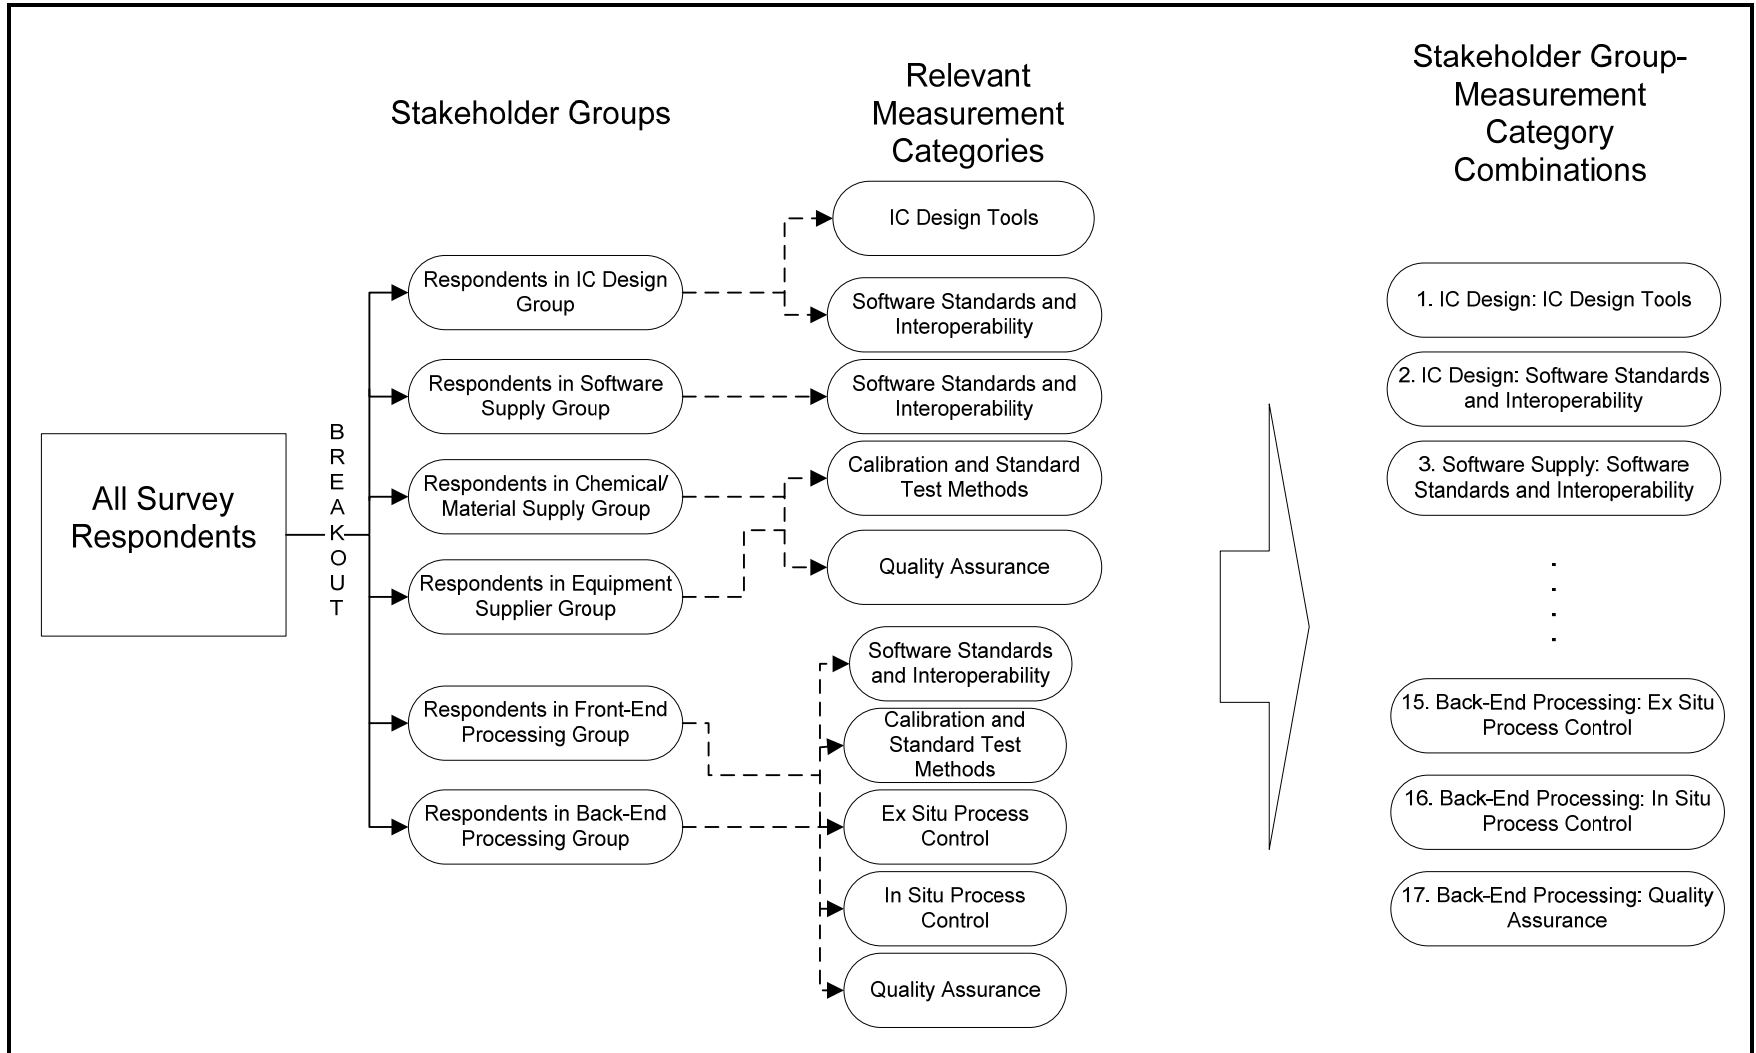 Stakeholder Groups
Relevant
Measurement
Categories
Stakeholder Group-
Measurement
Category
Combinations
All Survey
Respondents
BREAKOUT
Respondents in IC Design
Group
Respondents in Software
Supply Group
Respondents in Chemical/
Material Supply Group
Respondents in Equipment
Supplier Group
Respondents in Front-End
Processing Group
Respondents in Back-End
Processing Group
IC Design Tools
Software Standards and
Interoperability
Software Standards and
Interoperability
Calibration and Standard
Test Methods
Quality Assurance
Software Standards
and Interoperability
Calibration and
Standard Test
Methods
Ex Situ Process
Control
In Situ Process
Control
Quality Assurance
1. IC Design: IC Design Tools
2. IC Design: Software Standards
and Interoperability
3. Software Supply: Software
Standards and Interoperability
.
.
.
.
15. Back-End Processing: Ex Situ
Process Control
16. Back-End Processing: In Situ
Process Control
17. Back-End Processing: Quality
Assurance